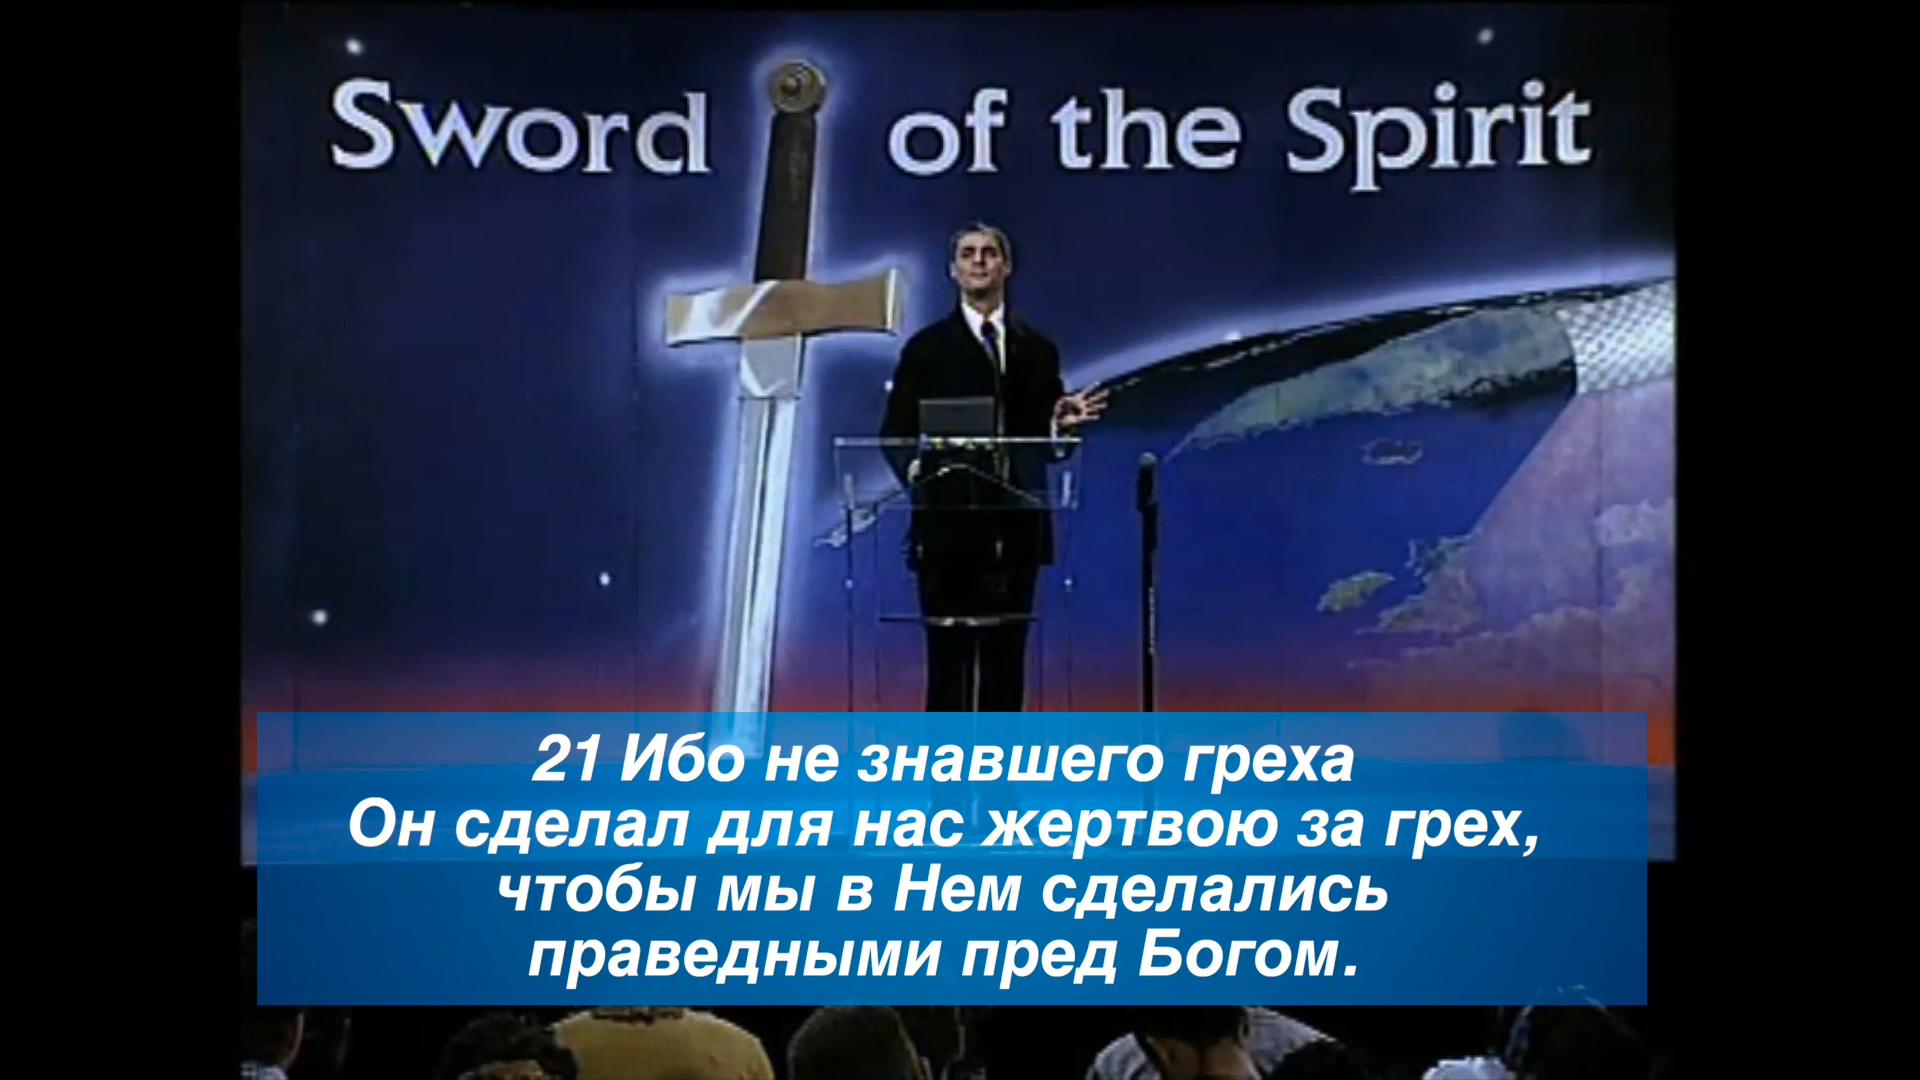 Sword of the Spirit
21 Ибо не знавшего греха
Он сделал для нас жертвою за грех,
чтобы мы в Нем сделались
праведными пред Богом.